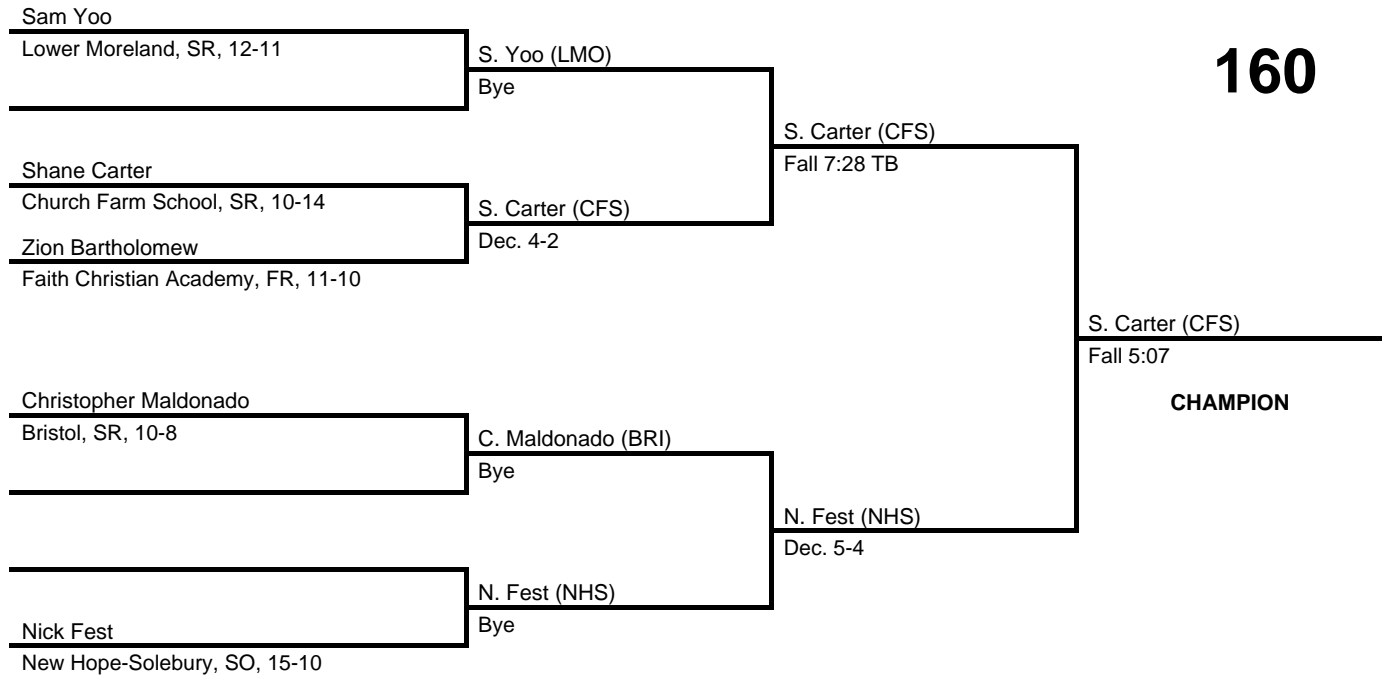 160
Sam Yoo
Lower Moreland, SR, 12-11
S. Yoo (LMO)
Bye
Shane Carter
Church Farm School, SR, 10-14
Zion Bartholomew
Faith Christian Academy, FR, 11-10
S. Carter (CFS)
Dec. 4-2
S. Carter (CFS)
Fall 7:28 TB
Christopher Maldonado
Bristol, SR, 10-8
C. Maldonado (BRI)
Bye
Nick Fest
New Hope-Solebury, SO, 15-10
N. Fest (NHS)
Bye
N. Fest (NHS)
Dec. 5-4
S. Carter (CFS)
Fall 5:07
CHAMPION